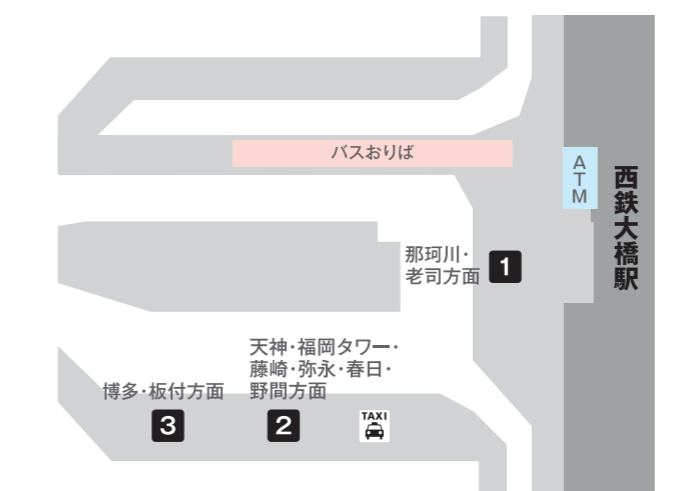 バスおりば
ATM
西鉄大橋駅
那珂川・
老司方面
1
天神・福岡タワー・
藤崎・弥永・春日・
野間方面
2
博多・板付方面
3
TAXI